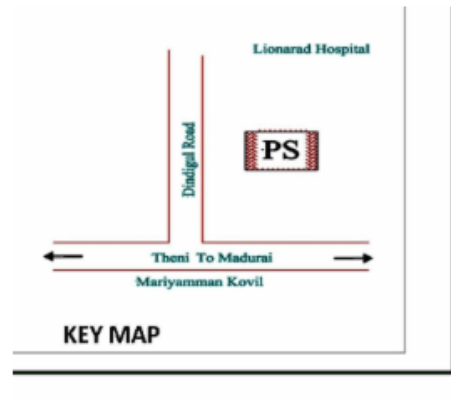 Lionarad Hospital
Dindigul Road
PS
Theni To Madurai
Mariyamman Kovil
KEY MAP